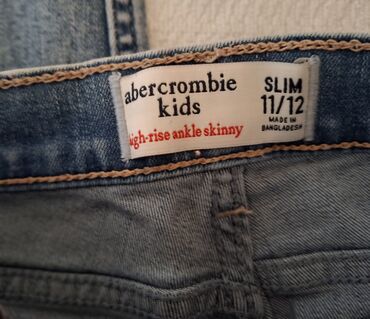 abercrombie
kids
high-rise ankle skinny
SLIM
11/12
MADE IN
BANGLADESH